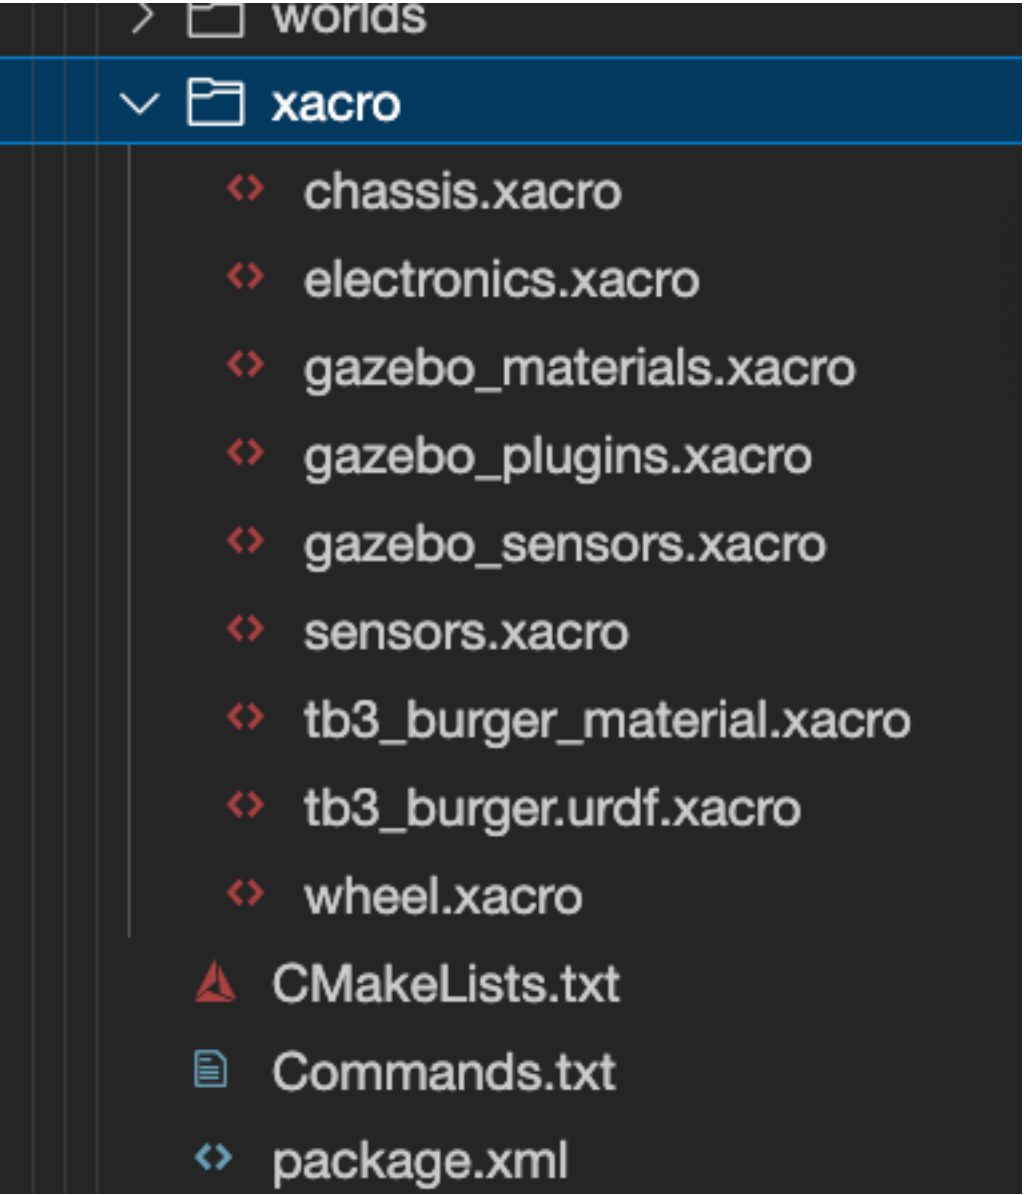 worlds
xacro
chassis.xacro
electronics.xacro
gazebo_materials.xacro
gazebo_plugins.xacro
gazebo_sensors.xacro
sensors.xacro
tb3_burger_material.xacro
tb3_burger.urdf.xacro
wheel.xacro
CMakeLists.txt
Commands.txt
package.xml